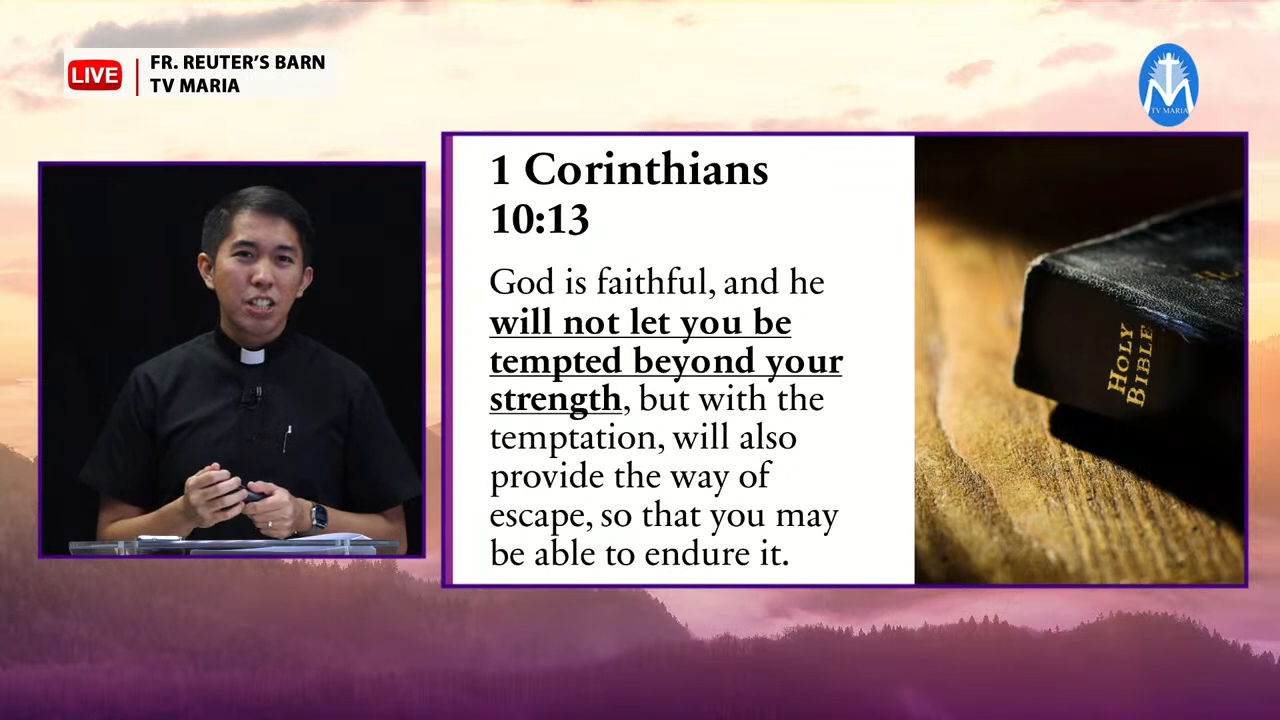 LIVE
FR. REUTER'S BARN
TV MARIA
TV MARIA
1 Corinthians
10:13
God is faithful, and he
will not let you be
tempted beyond your
strength, but with the
temptation, will also
provide the way of
escape, so that you may
be able to endure it.
HOLY
BIBLE